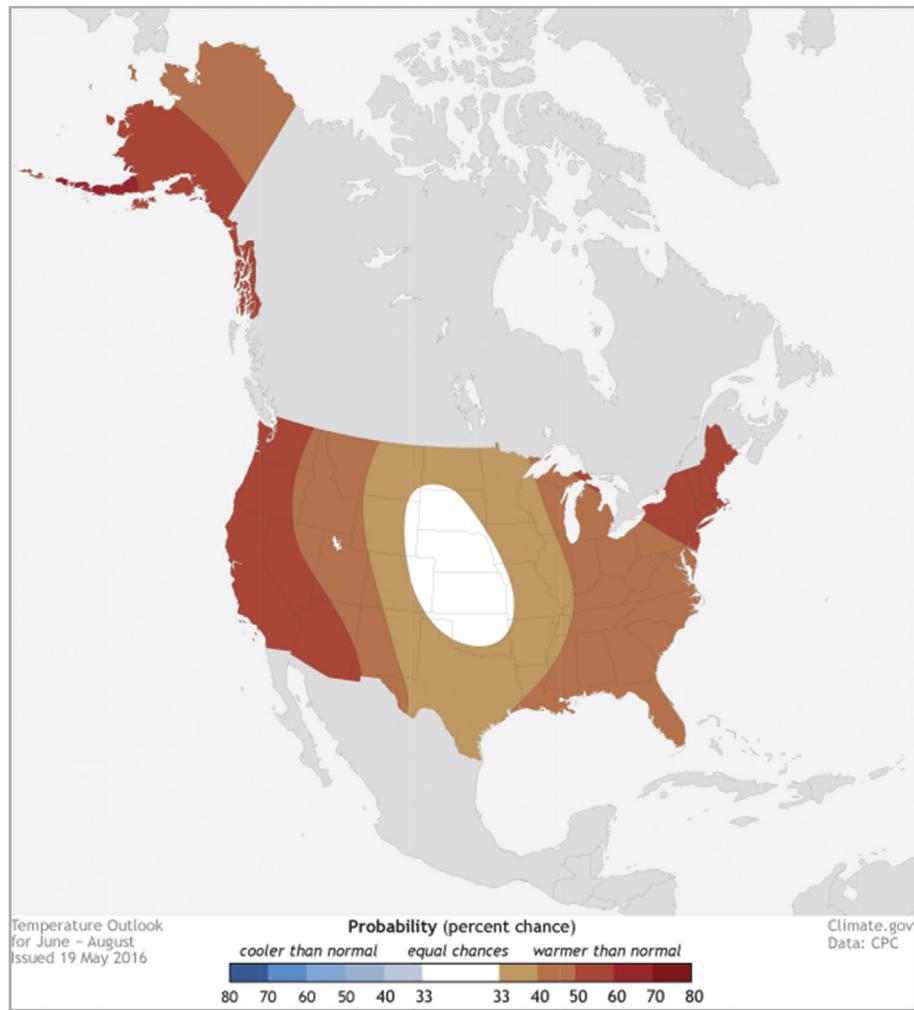 Temperature Outlook
for June – August
Issued 19 May 2016
Probability (percent chance)
cooler than normal equal chances warmer than normal
80 70 60 50 40 33 33 40 50 60 70 80
Climate.gov
Data: CPC